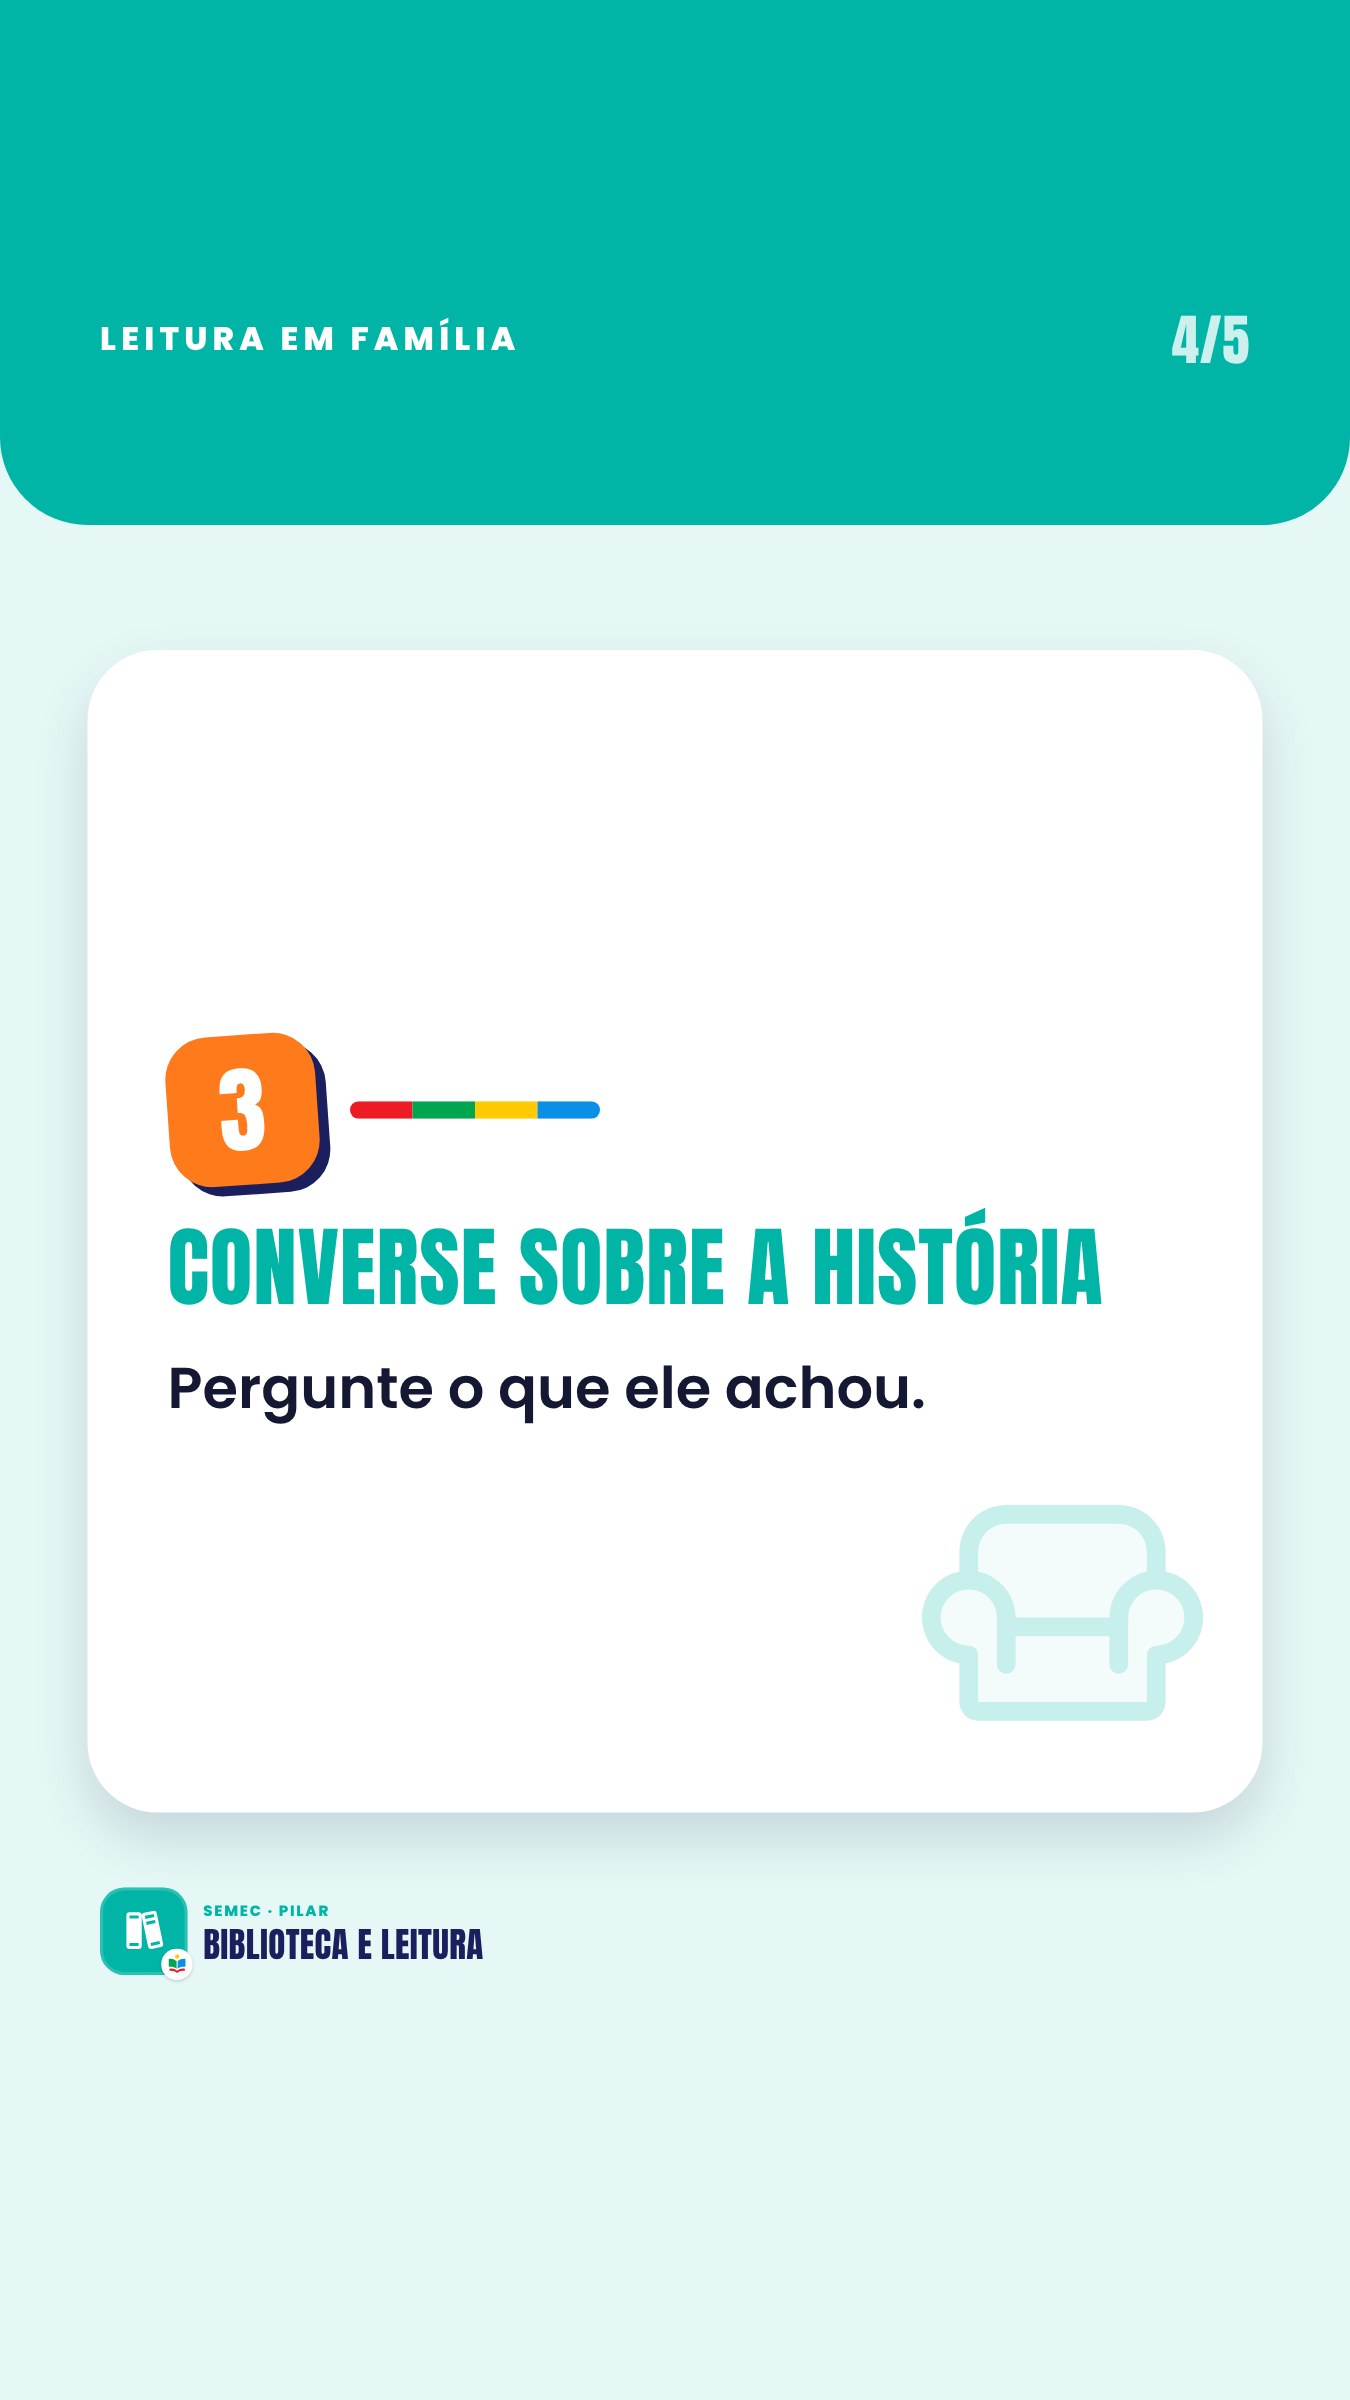 LEITURA EM FAMÍLIA
4/5
3
CONVERSE SOBRE A HISTÓRIA
Pergunte o que ele achou.
SEMEC · PILAR
BIBLIOTECA E LEITURA